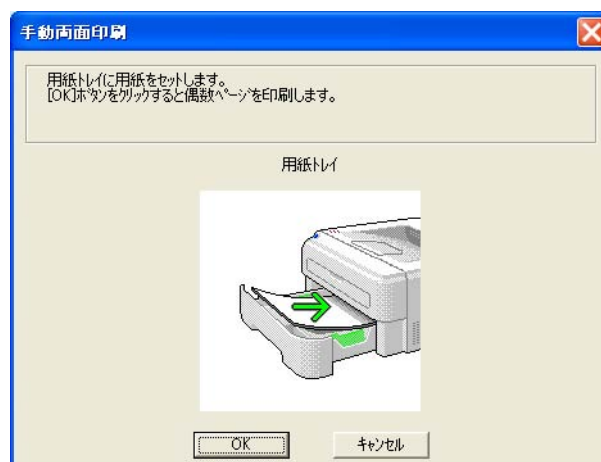 手動両面印刷
用紙トレイに用紙をセットします。
[OK]ボタンをクリックすると偶数ページを印刷します。
用紙トレイ
OK
キャンセル